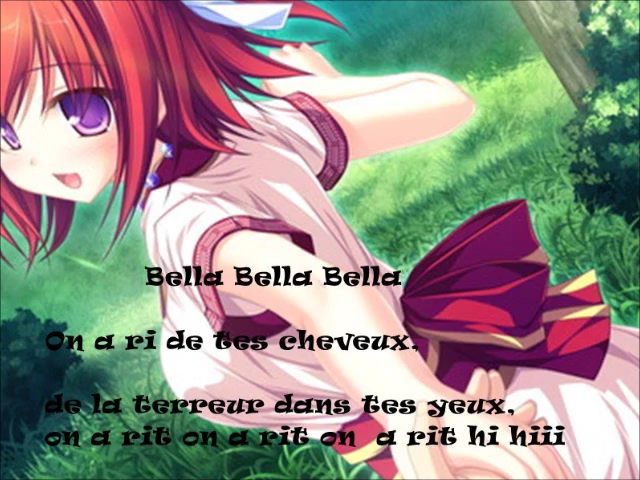 Bella Bella Bella
On a ri de tes cheveux,
de la terreur dans tes yeux,
on a rit on a rit on a rit hi hiii